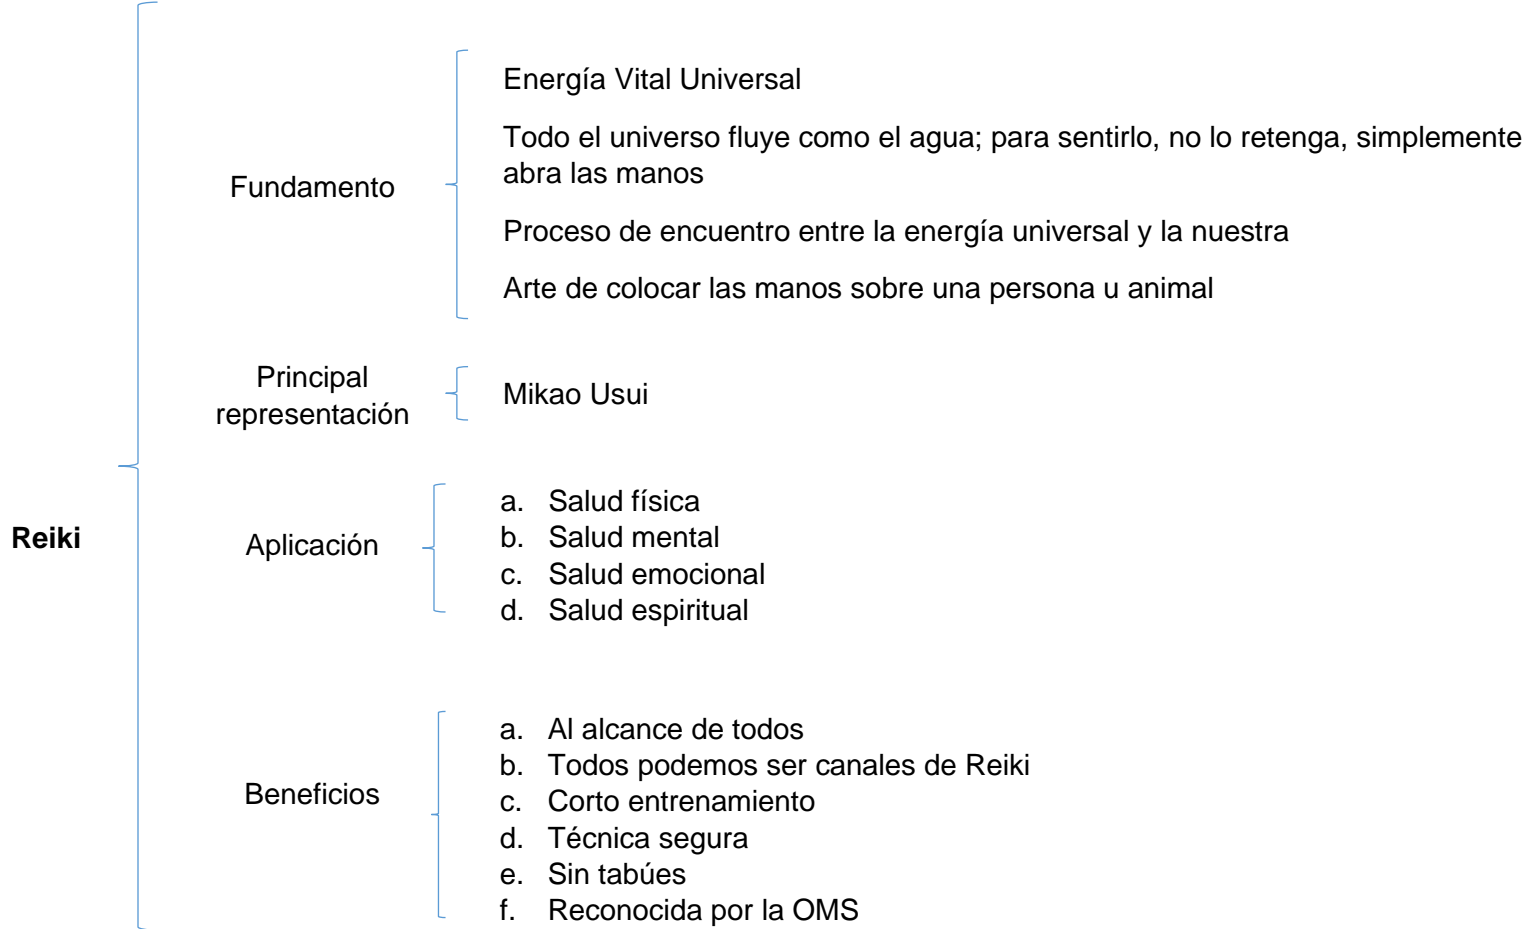 Energía Vital Universal
Todo el universo fluye como el agua; para sentirlo, no lo retenga, simplemente
abra las manos
Fundamento
Proceso de encuentro entre la energía universal y la nuestra
Arte de colocar las manos sobre una persona u animal
Principal
representación
Mikao Usui
Reiki
Aplicación
a. Salud física
b. Salud mental
c. Salud emocional
d. Salud espiritual
Beneficios
a. Al alcance de todos
b. Todos podemos ser canales de Reiki
c. Corto entrenamiento
d. Técnica segura
e. Sin tabúes
f. Reconocida por la OMS